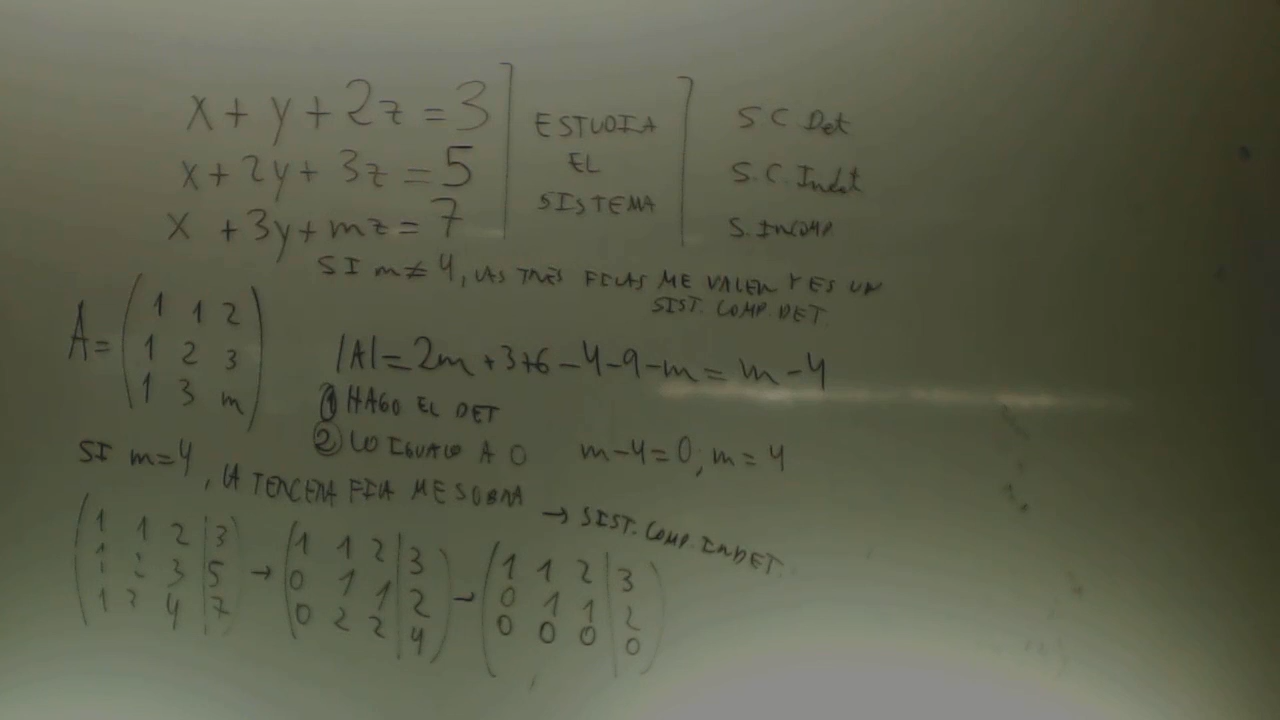 x + y + 2z = 3
x + 2y + 3z = 5
x + 3y + mz = 7
ESTUDIA
EL
SISTEMA
S C Det
S.C. Indet
S. INCOMP
SI m ≠ 4, LAS TRES FILAS ME VALEN Y ES UN
SIST. COMP. DET.
A = ( 1 1 2
1 2 3
1 3 m )
|A| = 2m + 3 + 6 - 4 - 9 - m = m - 4
① HAGO EL DET
② LO IGUALO A 0 m - 4 = 0; m = 4
SI m = 4, LA TERCERA FILA ME SOBRA → SIST. COMP. INDET.
( 1 1 2 | 3
1 2 3 | 5
1 3 4 | 7 )
→ ( 1 1 2 | 3
0 1 1 | 2
0 2 2 | 4 )
→ ( 1 1 2 | 3
0 1 1 | 2
0 0 0 | 0 )